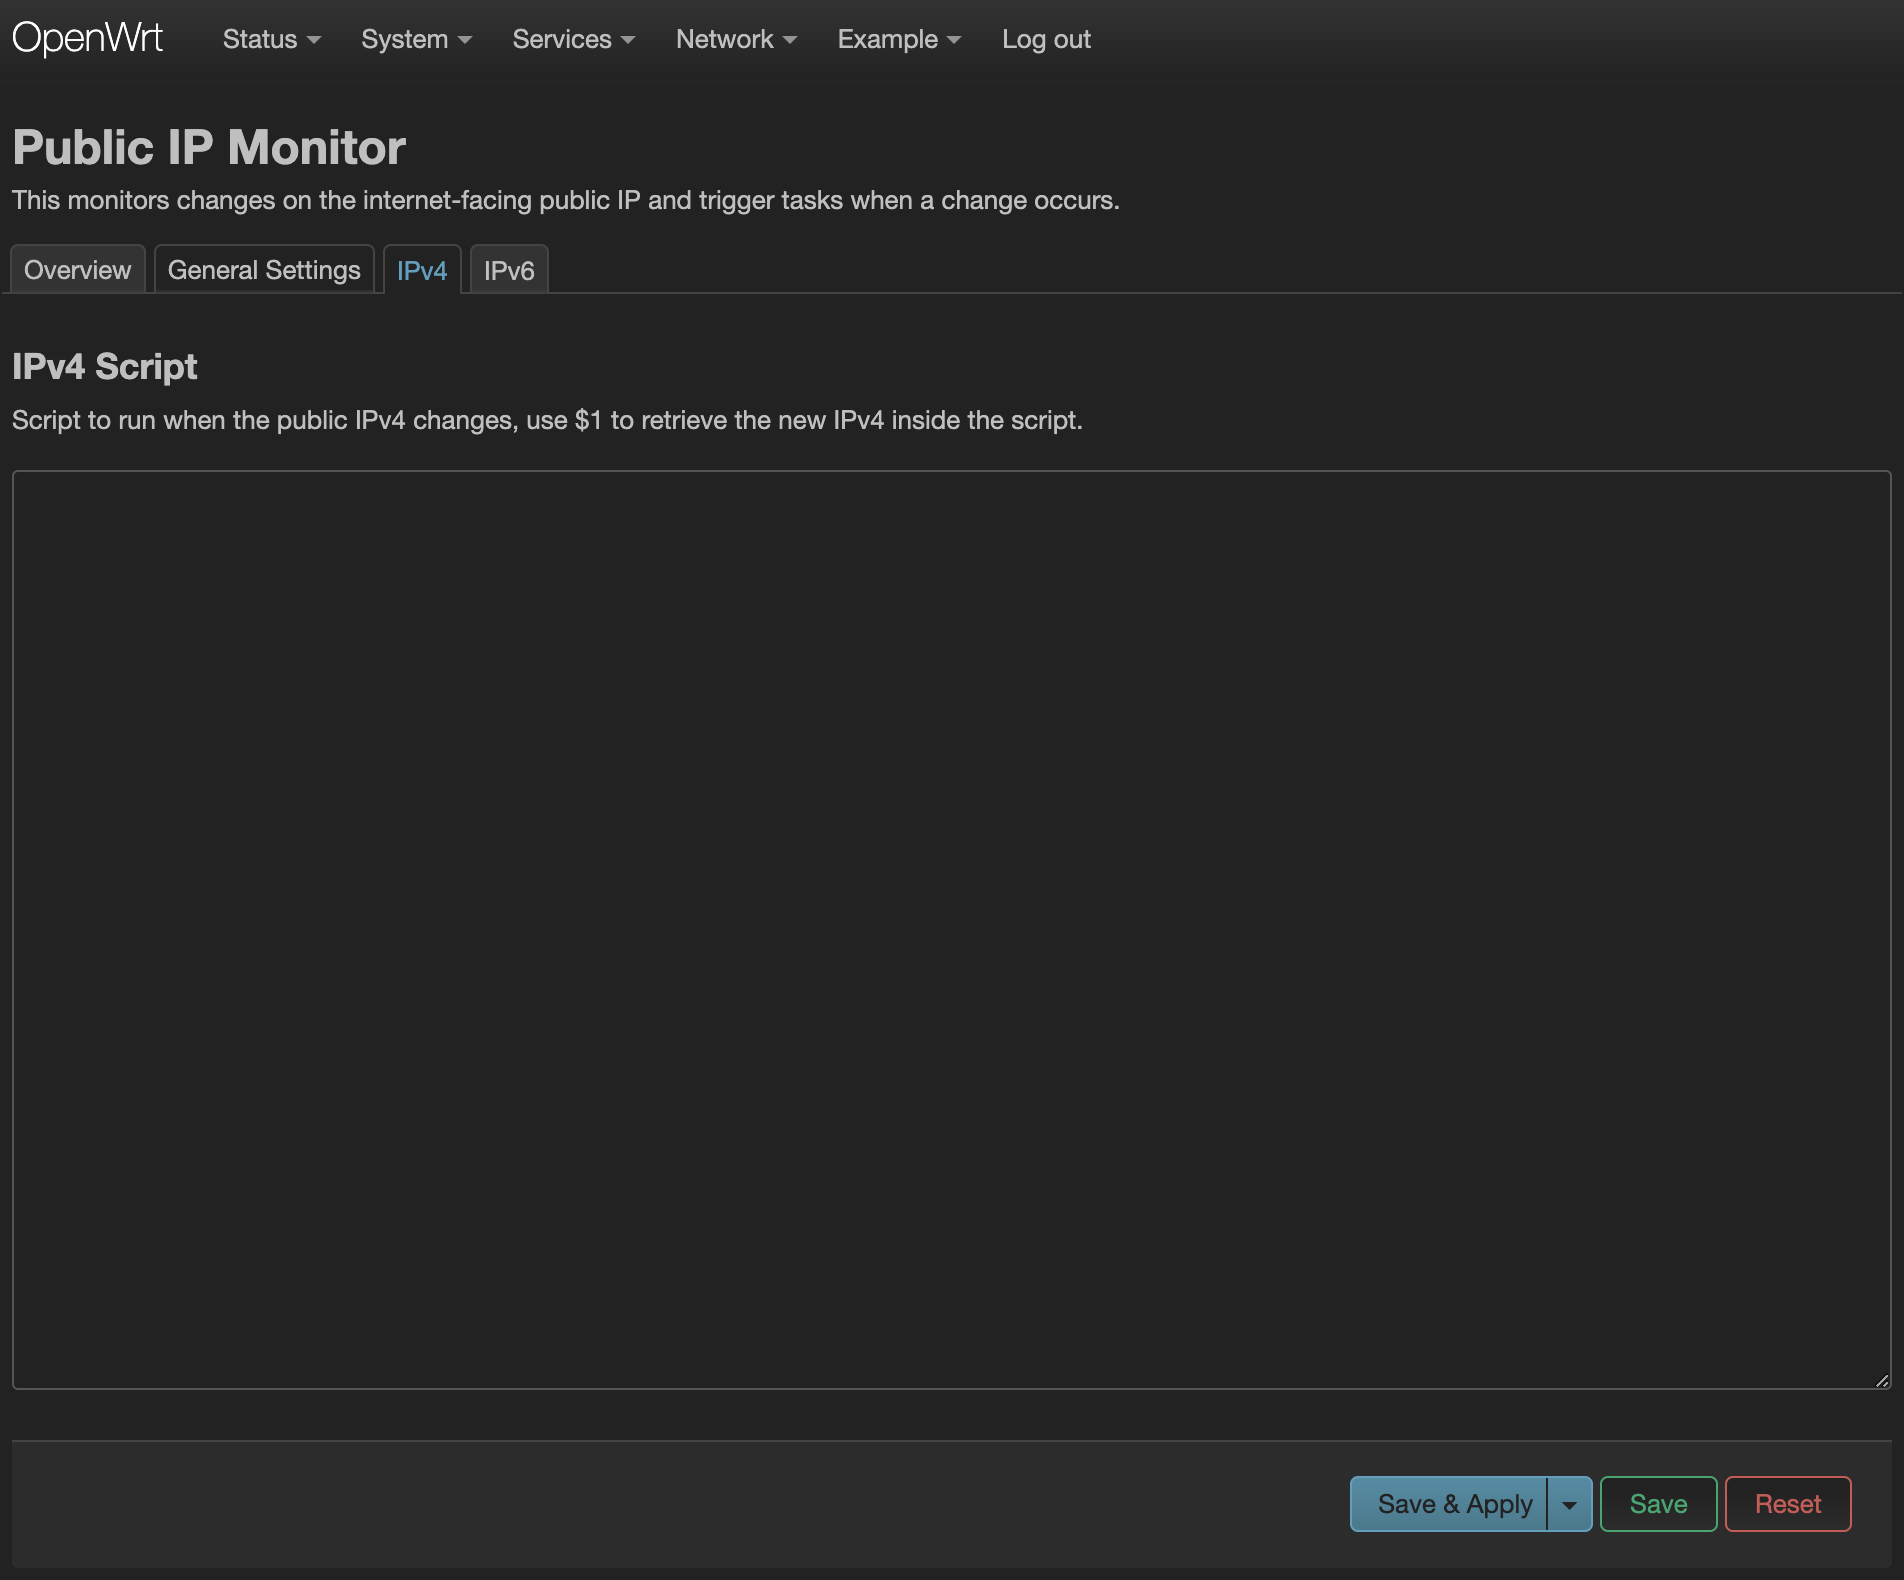 OpenWrt Status System Services Network Example Log out
Public IP Monitor
This monitors changes on the internet-facing public IP and trigger tasks when a change occurs.
Overview General Settings IPv4 IPv6
IPv4 Script
Script to run when the public IPv4 changes, use $1 to retrieve the new IPv4 inside the script.
Save & Apply Save Reset